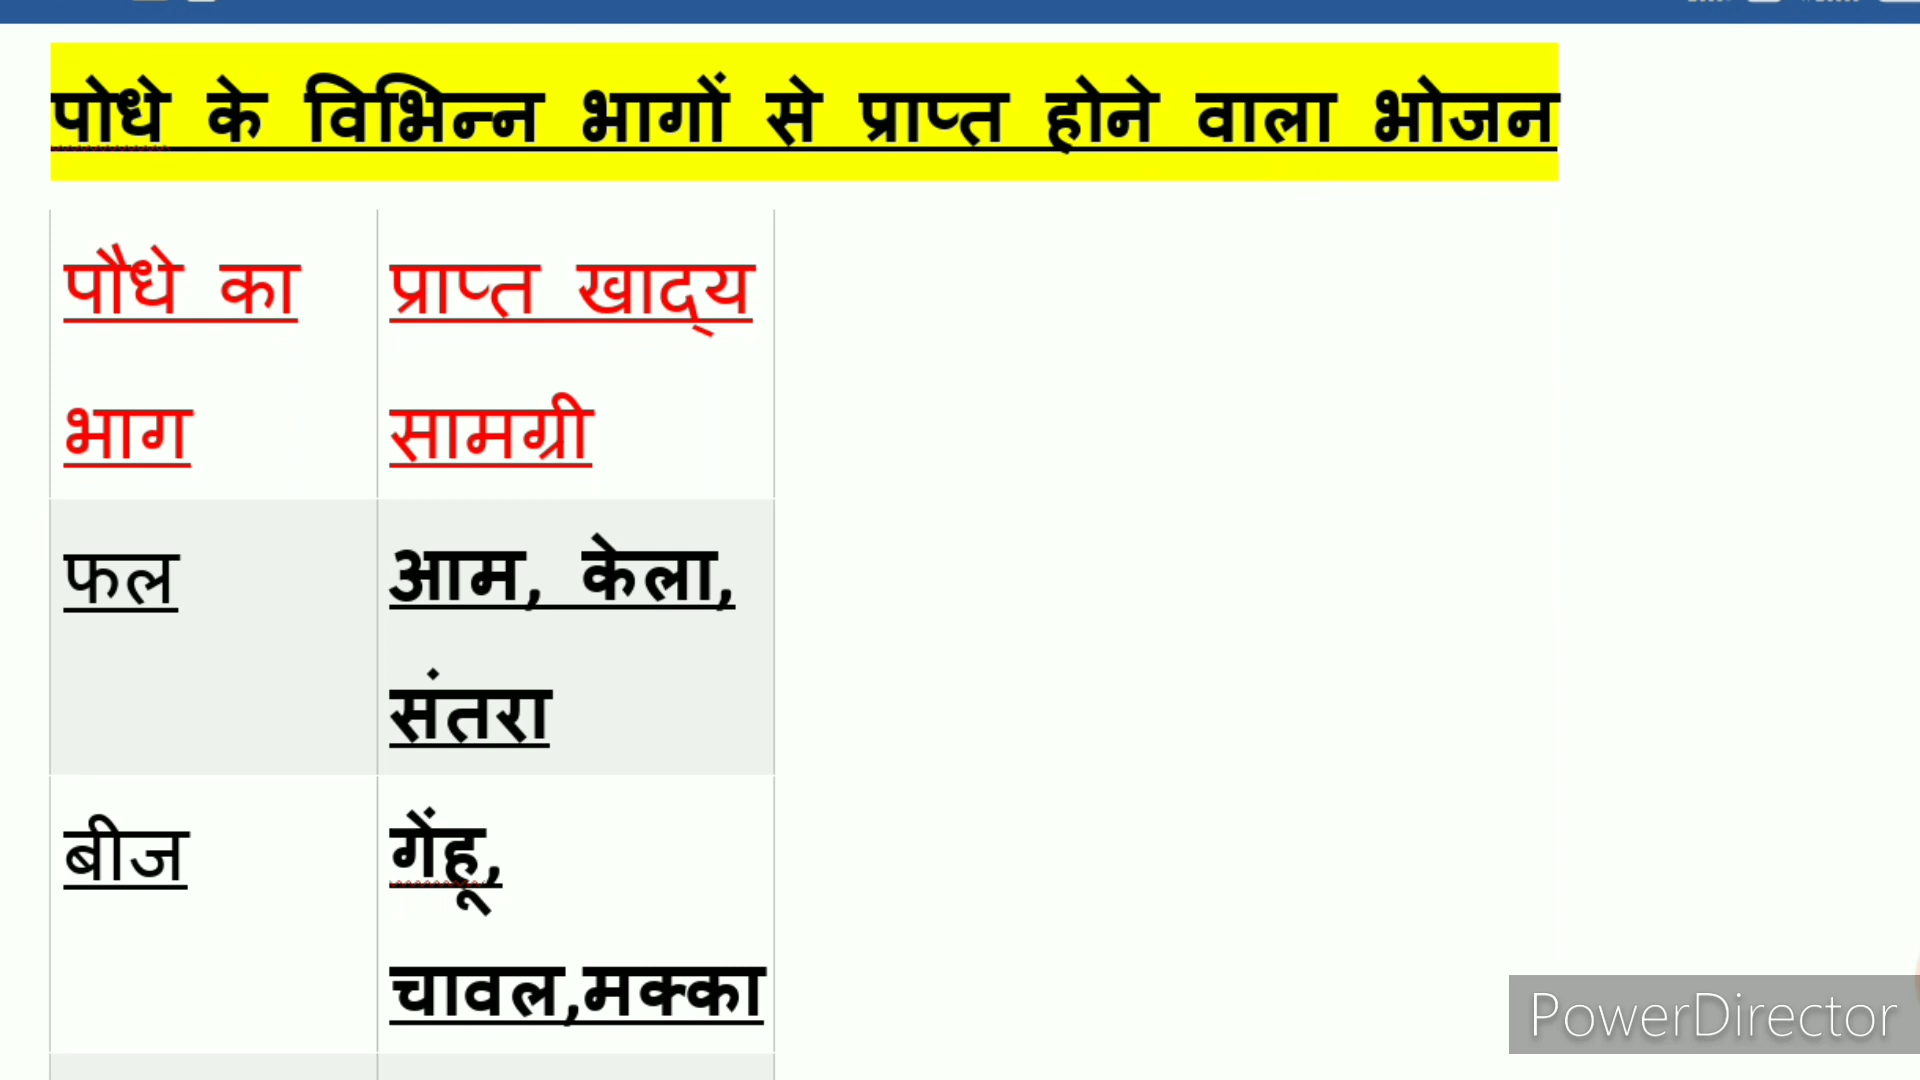 पोधे के विभिन्न भागों से प्राप्त होने वाला भोजन
पौधे का
भाग
प्राप्त खाद्‌य
सामग्री
फल
आम, केला,
संतरा
बीज
गेंहू,
चावल,मक्का
PowerDirector